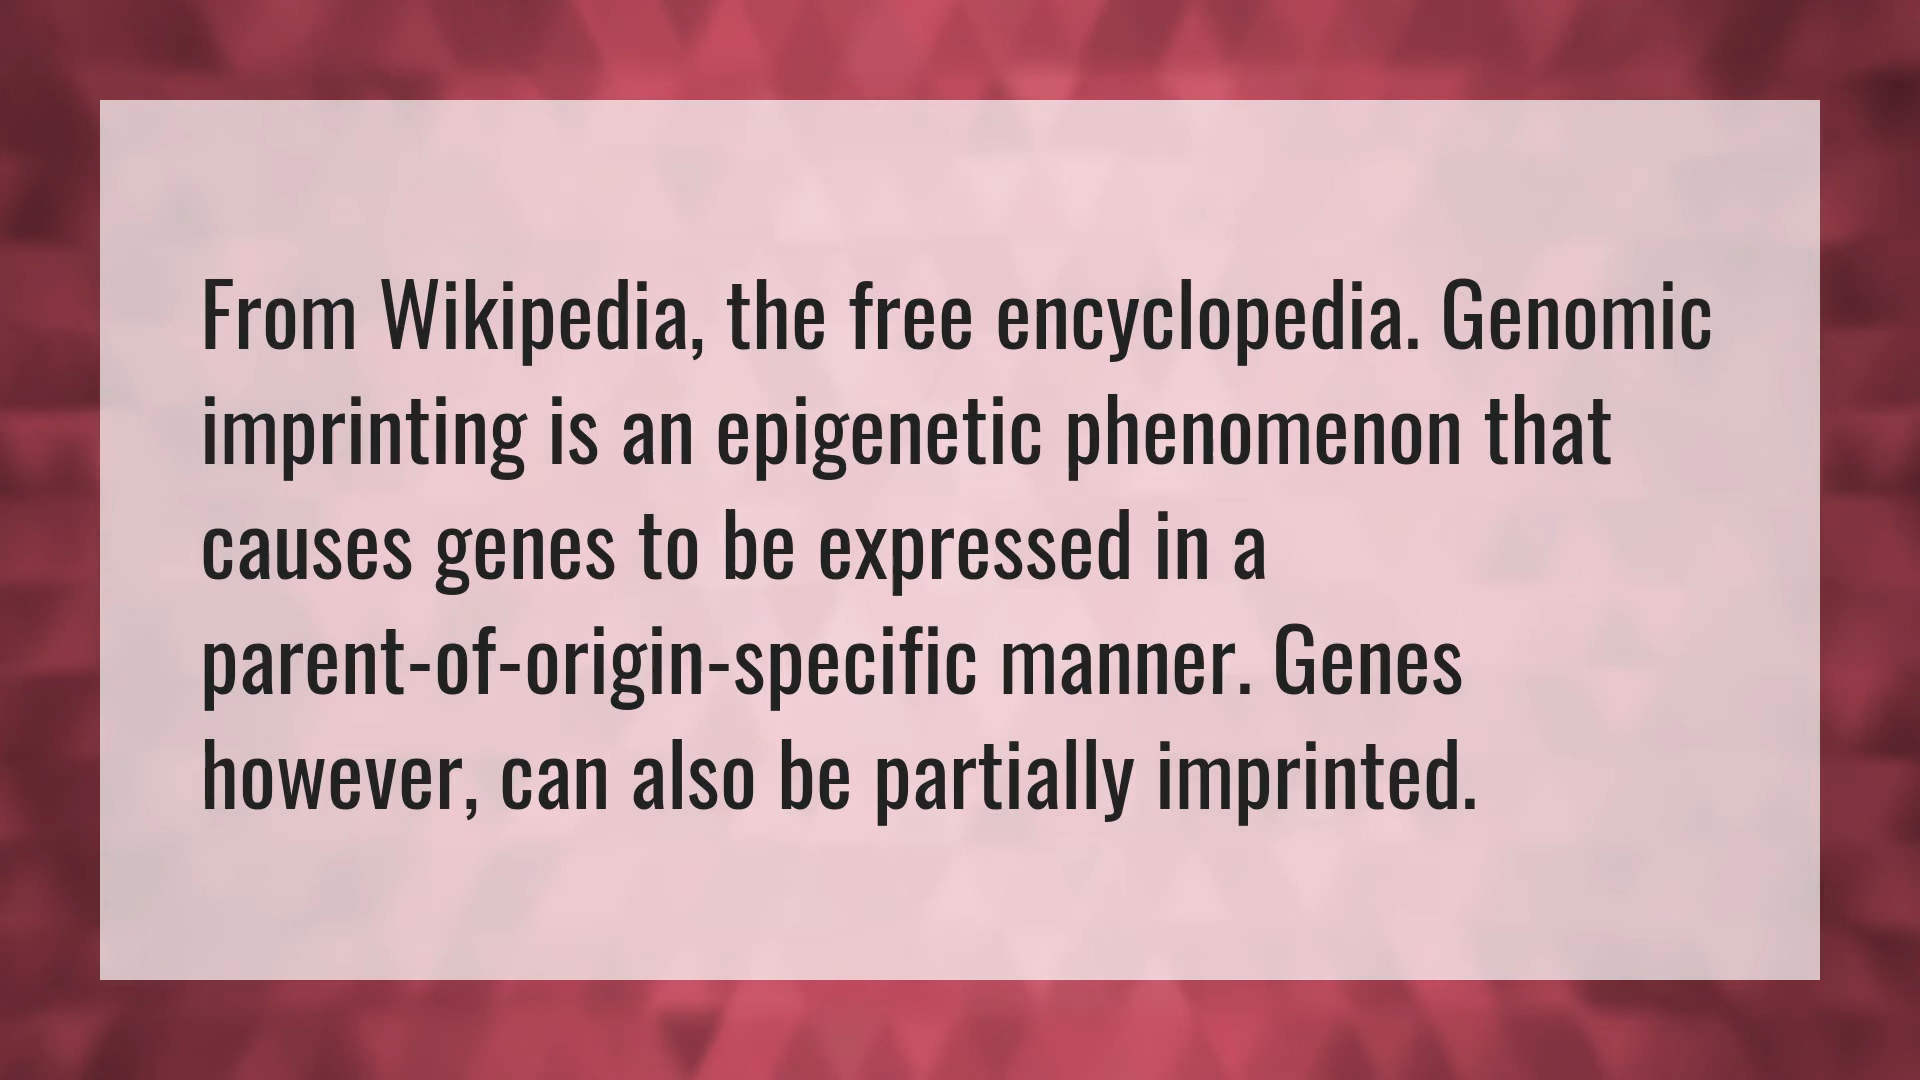 From Wikipedia, the free encyclopedia. Genomic
imprinting is an epigenetic phenomenon that
causes genes to be expressed in a
parent-of-origin-specific manner. Genes
however, can also be partially imprinted.